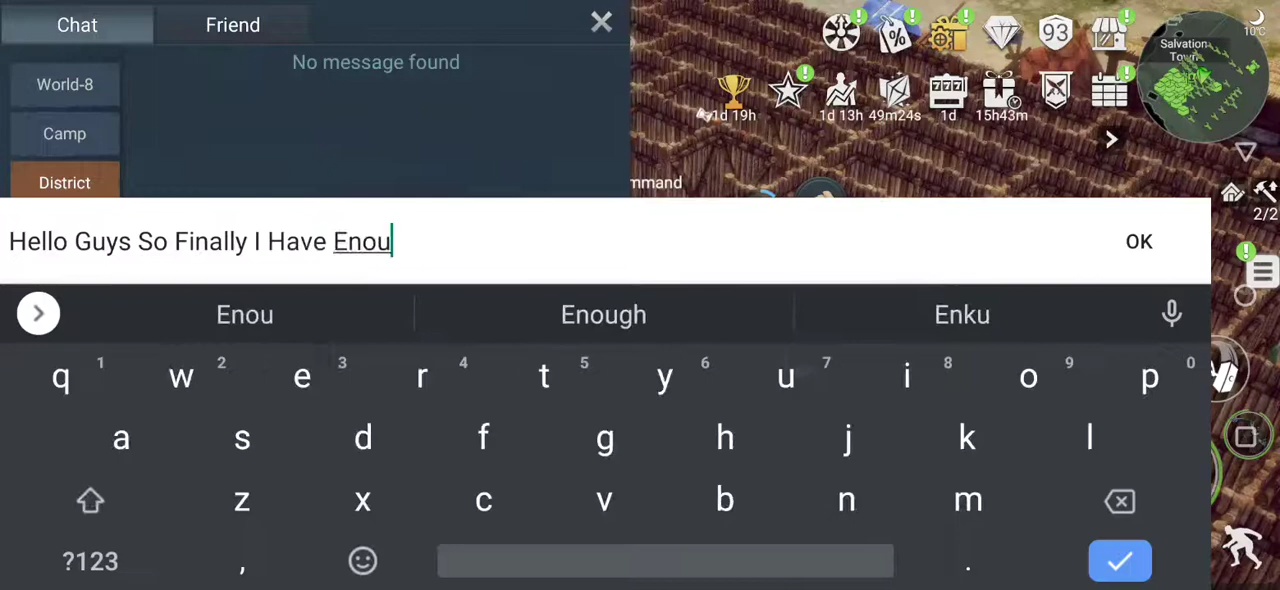 Chat
Friend
No message found
World-8
Camp
District
93
777
1d 19h
1d 13h
49m24s
1d
15h43m
Salvation
Town
10°C
mmand
2/2
Hello Guys So Finally I Have Enou
OK
Enou
Enough
Enku
1 2 3 4 5 6 7 8 9 0
q w e r t y u i o p
a s d f g h j k l
z x c v b n m
?123 , .